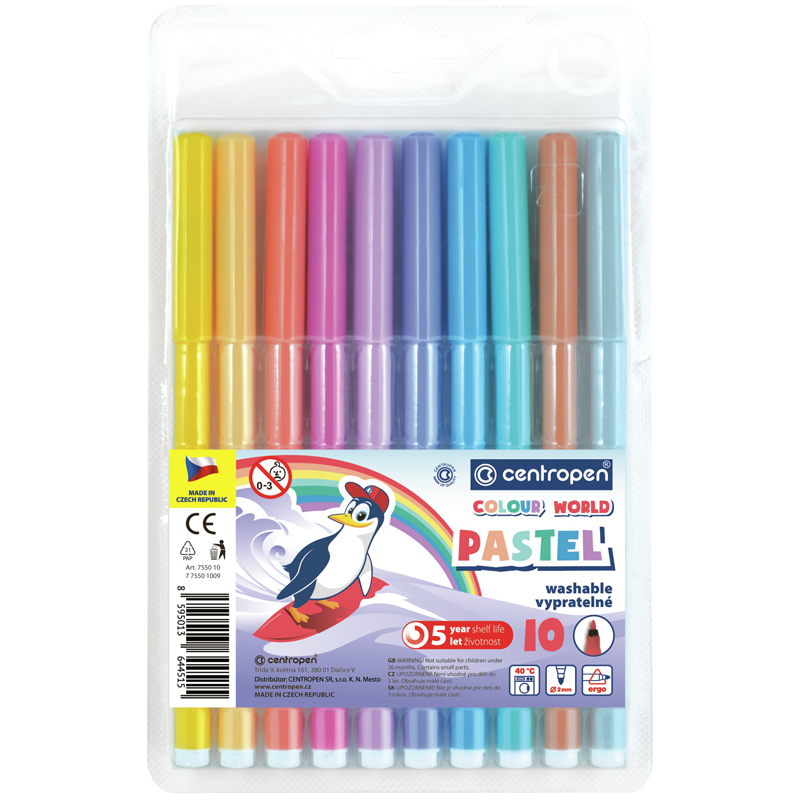 MADE IN
CZECH REPUBLIC
CE
21
PAP
Art. 7550 10
7 7550 1009
8 595013 644515
0-3
centropen
centropen®
COLOUR WORLD
PASTEL
washable
vypratelné
5 year shelf life
let životnost
10
centropen
Třída 9. května 161, 380 01 Dačice V
Distributor: CENTROPEN SR, s.r.o. K. N. Mesto
www.centropen.cz
MADE IN CZECH REPUBLIC
GB-WARNING! Not suitable for children under
36 months. Contains small parts.
CZ-UPOZORNĚNÍ! Není vhodné pro děti do
3 let. Obsahuje malé části.
SK-UPOZORNENIE! Nie je vhodné pre deti do
3 rokov. Obsahuje malé časti.
40 °C
Ø2mm
ergo